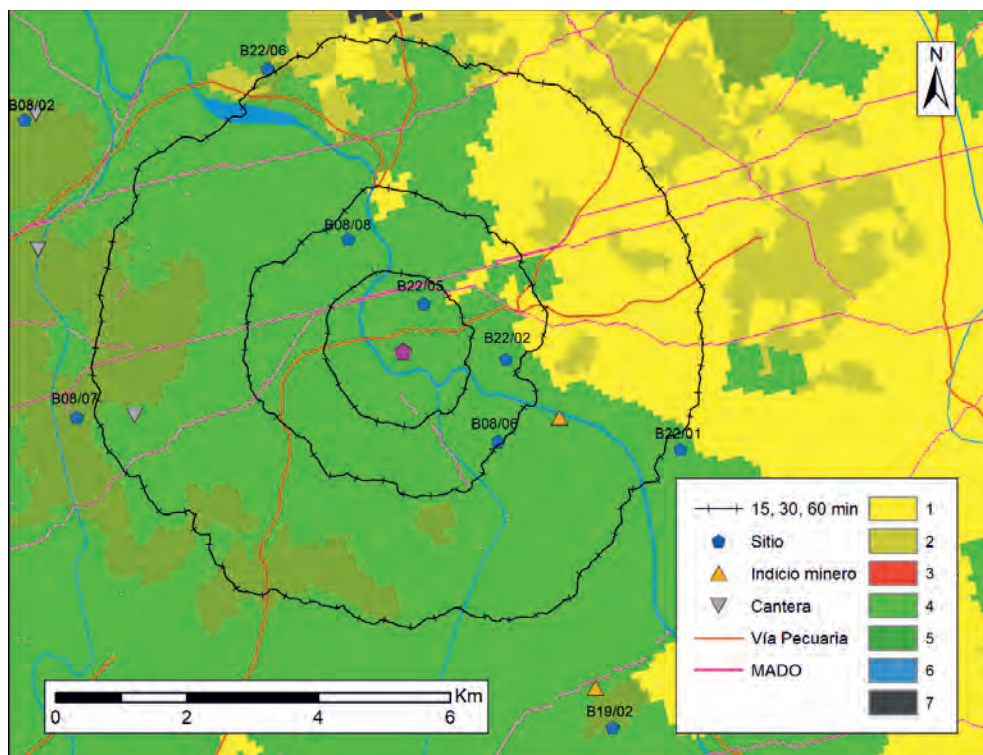 B22/06
N
B08/02
B08/08
B22/05
B22/02
B08/07
B08/06
B22/01
15, 30, 60 min
Sitio
Indicio minero
Cantera
Vía Pecuaria
MADO
1
2
3
4
5
6
7
Km
0 2 4 6
B19/02